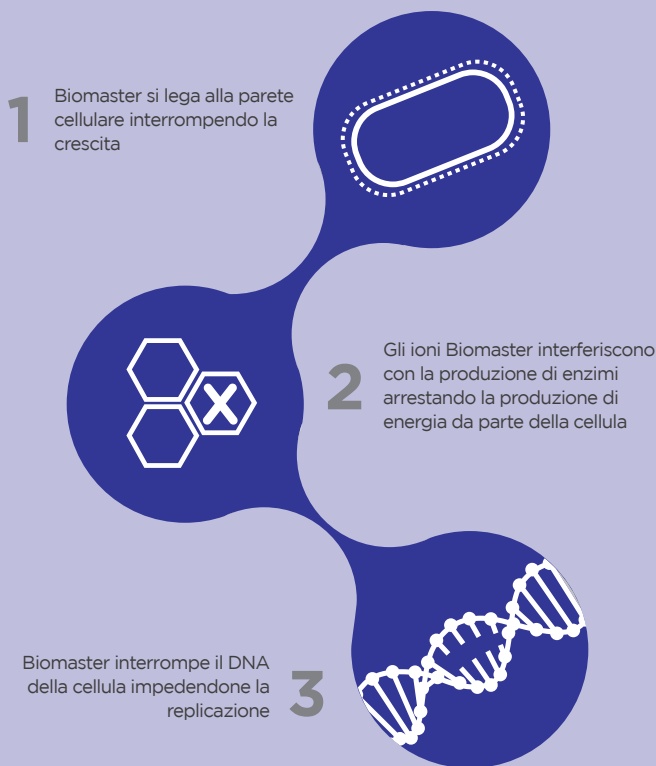 1
Biomaster si lega alla parete
cellulare interrompendo la
crescita
2
Gli ioni Biomaster interferiscono
con la produzione di enzimi
arrestando la produzione di
energia da parte della cellula
Biomaster interrompe il DNA
della cellula impedendone la
replicazione
3